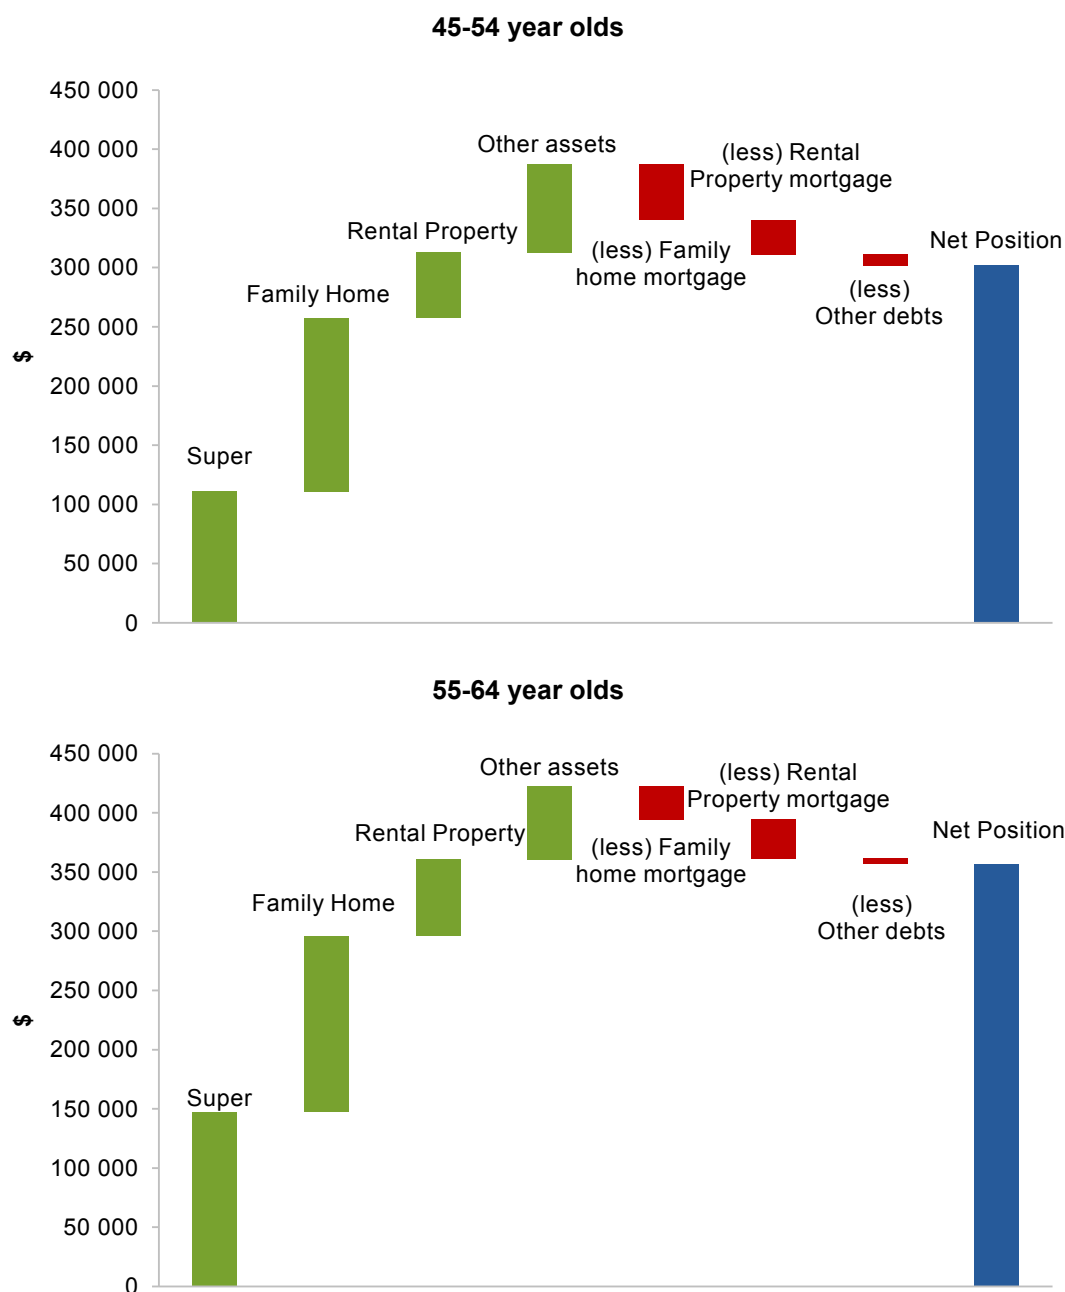 45-54 year olds
450 000
400 000
350 000
300 000
250 000
200 000
150 000
100 000
50 000
0
$
Super
Family Home
Rental Property
Other assets
(less) Family
home mortgage
(less) Rental
Property mortgage
(less)
Other debts
Net Position
55-64 year olds
450 000
400 000
350 000
300 000
250 000
200 000
150 000
100 000
50 000
0
$
Super
Family Home
Rental Property
Other assets
(less) Family
home mortgage
(less) Rental
Property mortgage
(less)
Other debts
Net Position